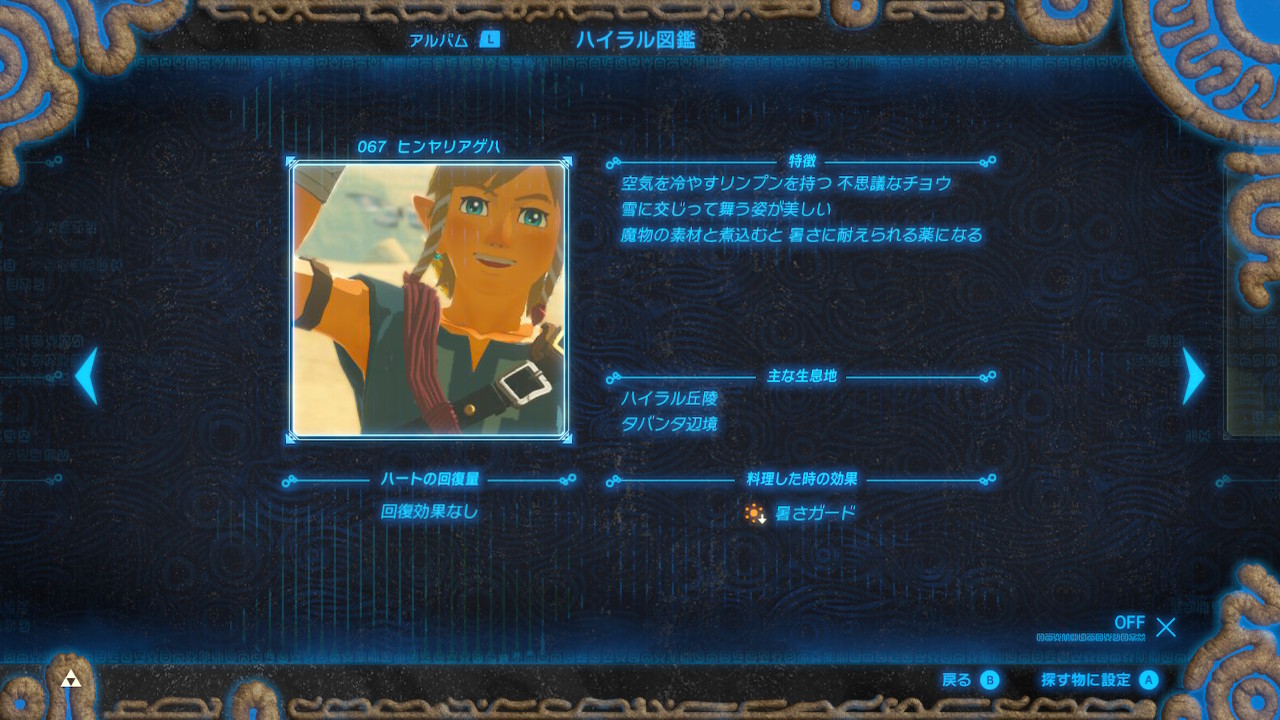 アルバム L
ハイラル図鑑
067 ヒンヤリアゲハ
特徴
空気を冷やすリンプンを持つ 不思議なチョウ
雪に交じって舞う姿が美しい
魔物の素材と煮込むと 暑さに耐えられる薬になる
主な生息地
ハイラル丘陵
タバンタ辺境
ハートの回復量
回復効果なし
料理した時の効果
暑さガード
OFF
戻る B
探す物に設定 A